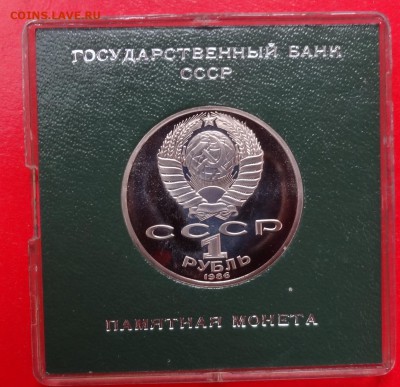 COINS.LAVE.RU
ГОСУДАРСТВЕННЫЙ БАНК
СССР
СССР
1
РУБЛЬ
1986
ПАМЯТНАЯ МОНЕТА